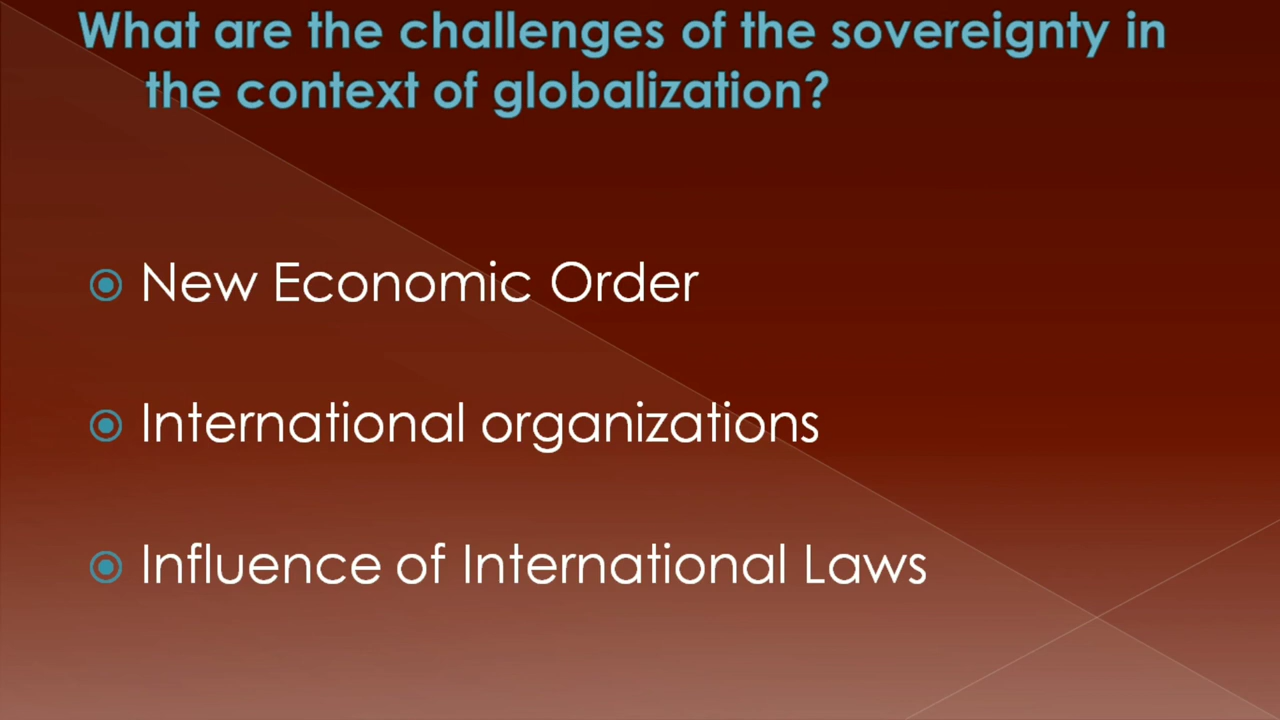 What are the challenges of the sovereignty in
the context of globalization?
New Economic Order
International organizations
Influence of International Laws